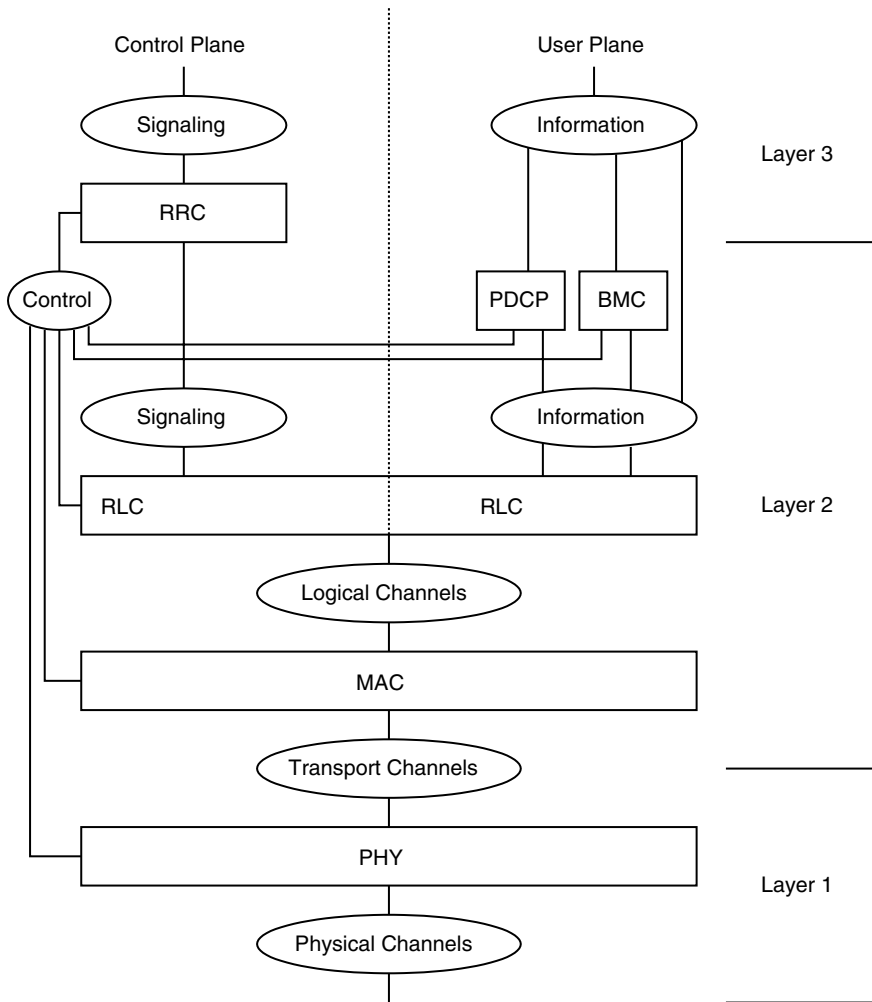 Control Plane
User Plane
Signaling
Information
Layer 3
RRC
Control
PDCP
BMC
Signaling
Information
RLC
RLC
Layer 2
Logical Channels
MAC
Transport Channels
PHY
Layer 1
Physical Channels